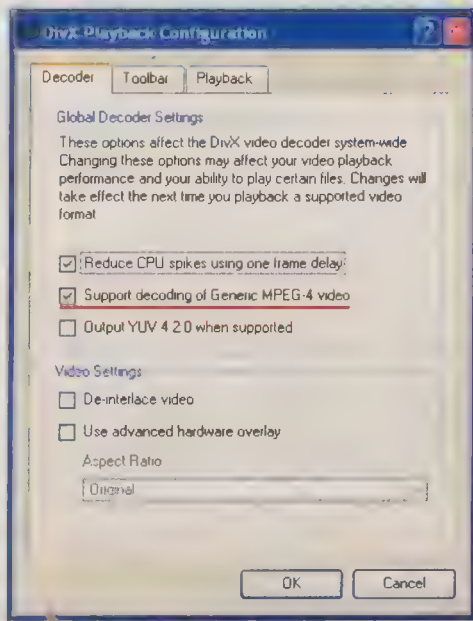 DivX Playback Configuration
Decoder
Toolbar
Playback
Global Decoder Settings
These options affect the DivX video decoder system-wide
Changing these options may affect your video playback
performance and your ability to play certain files. Changes will
take effect the next time you playback a supported video
format
Reduce CPU spikes using one frame delay
Support decoding of Generic MPEG-4 video
Output YUV 4 2 0 when supported
Video Settings
De-interlace video
Use advanced hardware overlay
Aspect Ratio
Original
OK
Cancel